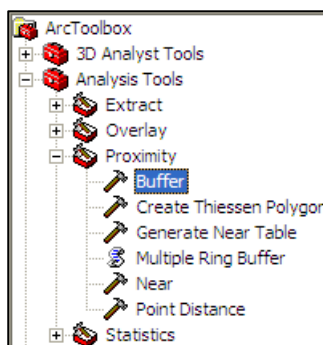 ArcToolbox
3D Analyst Tools
Analysis Tools
Extract
Overlay
Proximity
Buffer
Create Thiessen Polygon
Generate Near Table
Multiple Ring Buffer
Near
Point Distance
Statistics